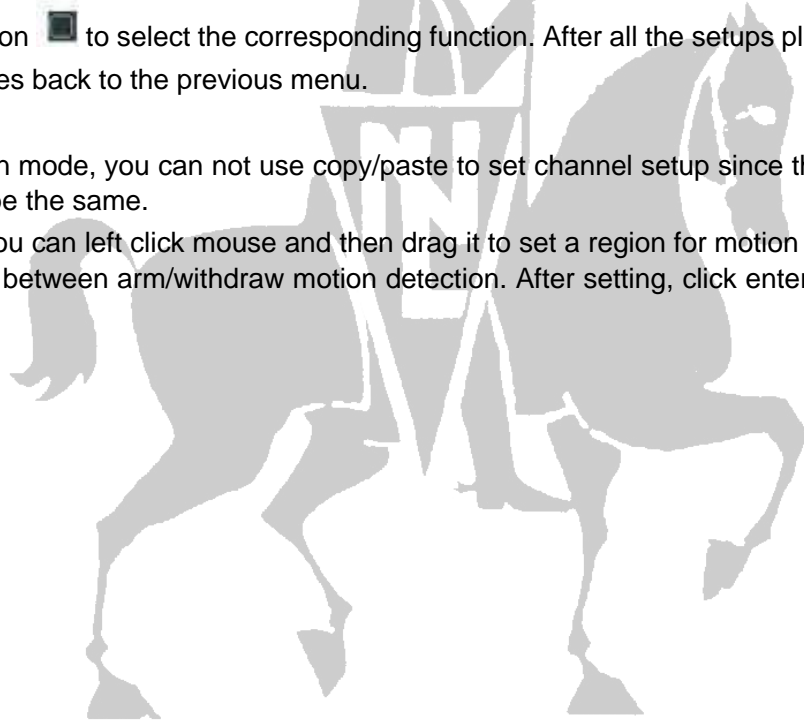 on to select the corresponding function. After all the setups pl
es back to the previous menu.
n mode, you can not use copy/paste to set channel setup since th
be the same.
ou can left click mouse and then drag it to set a region for motion
between arm/withdraw motion detection. After setting, click enter